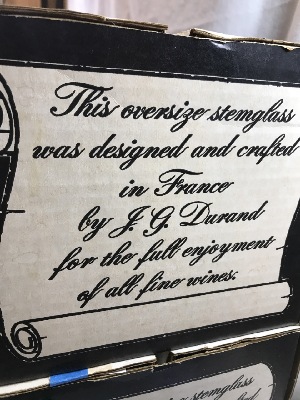 This oversize stemglass
was designed and crafted
in France
by J. G. Durand
for the full enjoyment
of all fine wines.
stemglass